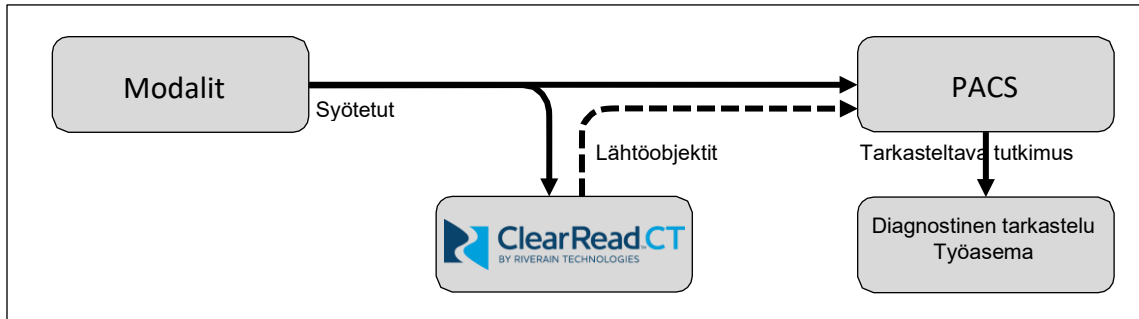 Modalit
PACS
Syötetut
Lähtöobjektit
Tarkasteltava tutkimus
ClearRead CT
BY RIVERAIN TECHNOLOGIES
Diagnostinen tarkastelu
Työasema